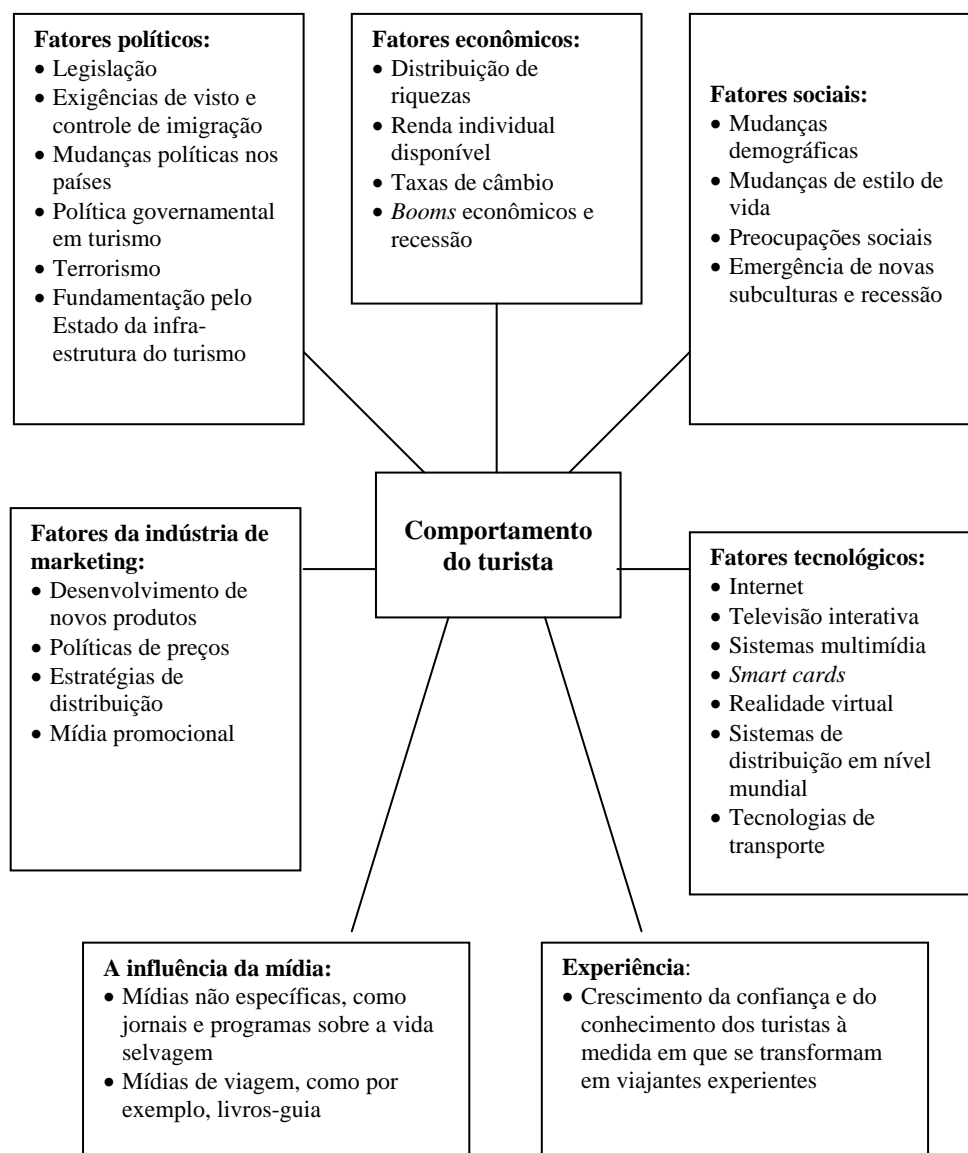 Fatores políticos:
• Legislação
• Exigências de visto e
controle de imigração
• Mudanças políticas nos
países
• Política governamental
em turismo
• Terrorismo
• Fundamentação pelo
Estado da infra-
estrutura do turismo
Fatores econômicos:
• Distribuição de
riquezas
• Renda individual
disponível
• Taxas de câmbio
• Booms econômicos e
recessão
Fatores sociais:
• Mudanças
demográficas
• Mudanças de estilo de
vida
• Preocupações sociais
• Emergência de novas
subculturas e recessão
Fatores da indústria de
marketing:
• Desenvolvimento de
novos produtos
• Políticas de preços
• Estratégias de
distribuição
• Mídia promocional
Comportamento
do turista
Fatores tecnológicos:
• Internet
• Televisão interativa
• Sistemas multimídia
• Smart cards
• Realidade virtual
• Sistemas de
distribuição em nível
mundial
• Tecnologias de
transporte
A influência da mídia:
• Mídias não específicas, como
jornais e programas sobre a vida
selvagem
• Mídias de viagem, como por
exemplo, livros-guia
Experiência:
• Crescimento da confiança e do
conhecimento dos turistas à
medida em que se transformam
em viajantes experientes